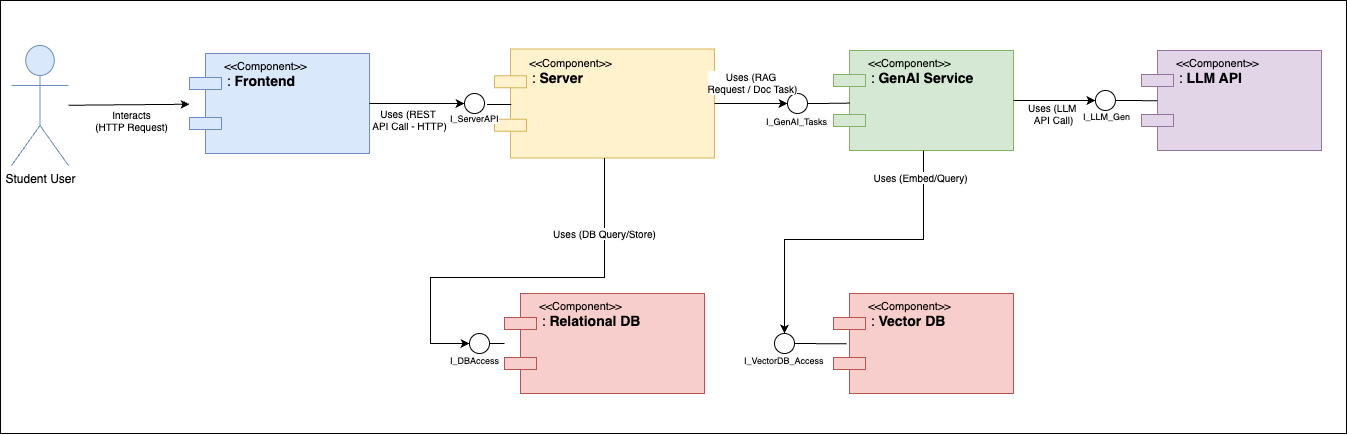 Student User
Interacts
(HTTP Request)
<<Component>>
: Frontend
Uses (REST
API Call - HTTP)
I_ServerAPI
<<Component>>
: Server
Uses (RAG
Request / Doc Task)
I_GenAI_Tasks
<<Component>>
: GenAI Service
Uses (LLM
API Call)
I_LLM_Gen
<<Component>>
: LLM API
Uses (DB Query/Store)
Uses (Embed/Query)
I_DBAccess
<<Component>>
: Relational DB
I_VectorDB_Access
<<Component>>
: Vector DB